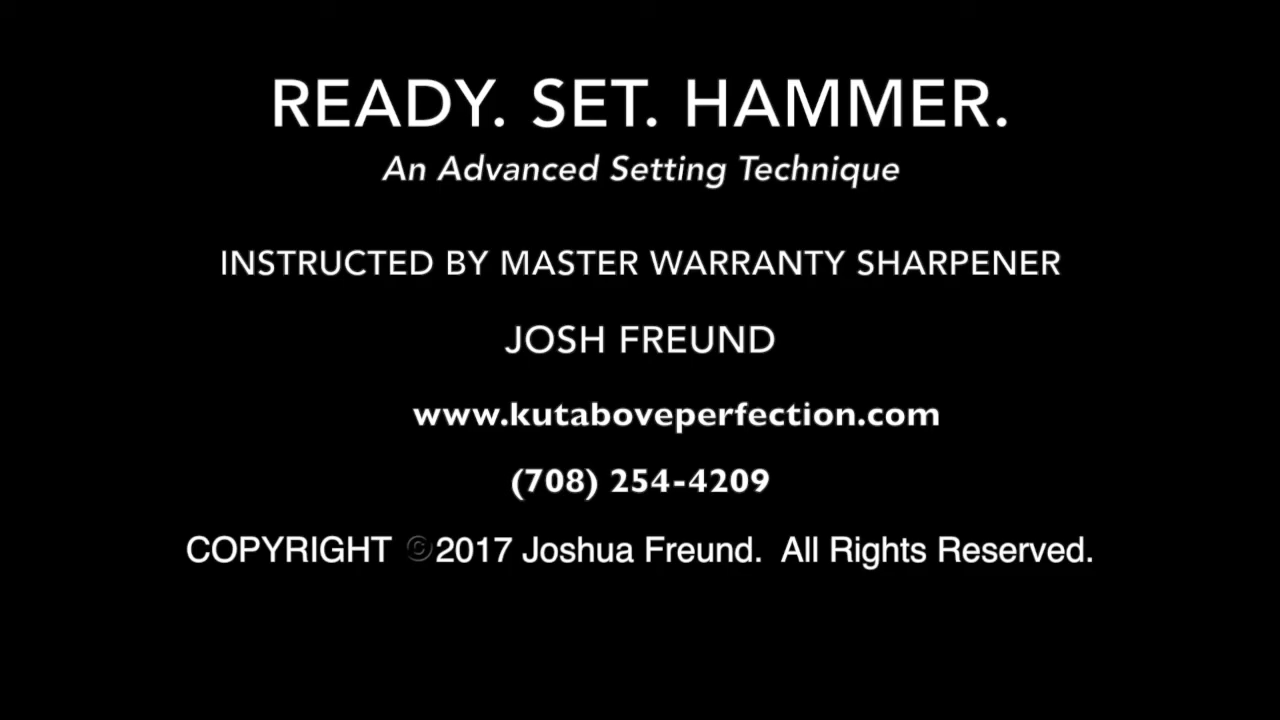 READY. SET. HAMMER.
An Advanced Setting Technique
INSTRUCTED BY MASTER WARRANTY SHARPENER
JOSH FREUND
www.kutaboveperfection.com
(708) 254-4209
COPYRIGHT ©2017 Joshua Freund. All Rights Reserved.